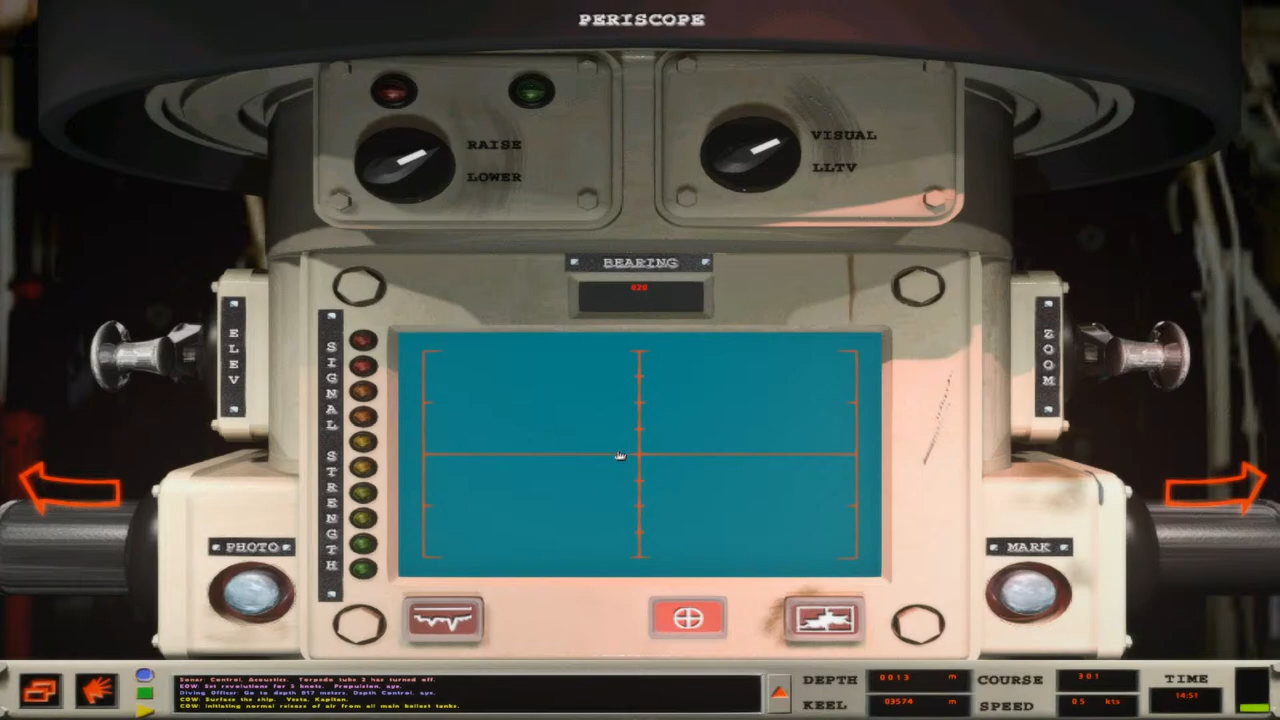 PERISCOPE
RAISE
LOWER
VISUAL
LLTV
BEARING
020
ELEV
ZOOM
SIGNAL STRENGTH
PHOTO
MARK
Sonar: Control, Acoustics. Torpedo tube 2 has turned off.
EOW: Set revolutions for 5 knots. Propulsion, aye.
Diving Officer: Go to depth 017 meters. Depth Control, aye.
COW: Surface the ship. Yests, Kapitan.
COW: Initiating normal release of air from all main ballast tanks.
DEPTH 0013 m
KEEL 03574 m
COURSE 301
SPEED 05 kts
TIME
14:51